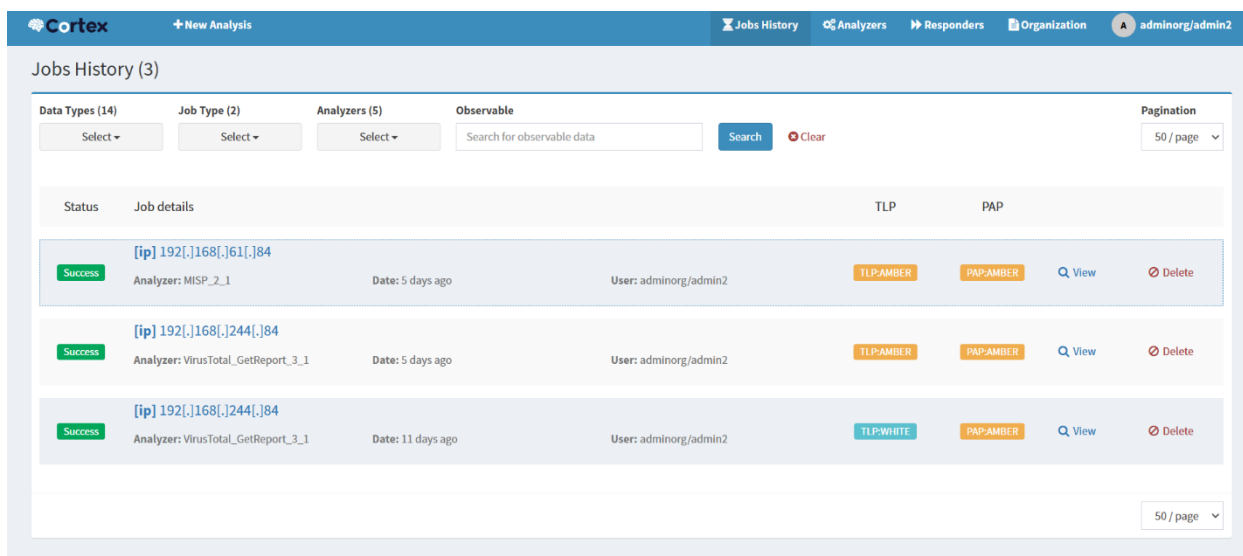 Cortex + New Analysis Jobs History Analyzers Responders Organization A adminorg/admin2
Jobs History (3)
Data Types (14) Job Type (2) Analyzers (5) Observable Pagination
Select Select Select Search for observable data Search Clear 50 / page
Status Job details TLP PAP
[ip] 192[.]168[.]61[.]84
Success Analyzer: MISP_2_1 Date: 5 days ago User: adminorg/admin2 TLP:AMBER PAP:AMBER View Delete
[ip] 192[.]168[.]244[.]84
Success Analyzer: VirusTotal_GetReport_3_1 Date: 5 days ago User: adminorg/admin2 TLP:AMBER PAP:AMBER View Delete
[ip] 192[.]168[.]244[.]84
Success Analyzer: VirusTotal_GetReport_3_1 Date: 11 days ago User: adminorg/admin2 TLP:WHITE PAP:AMBER View Delete
50 / page